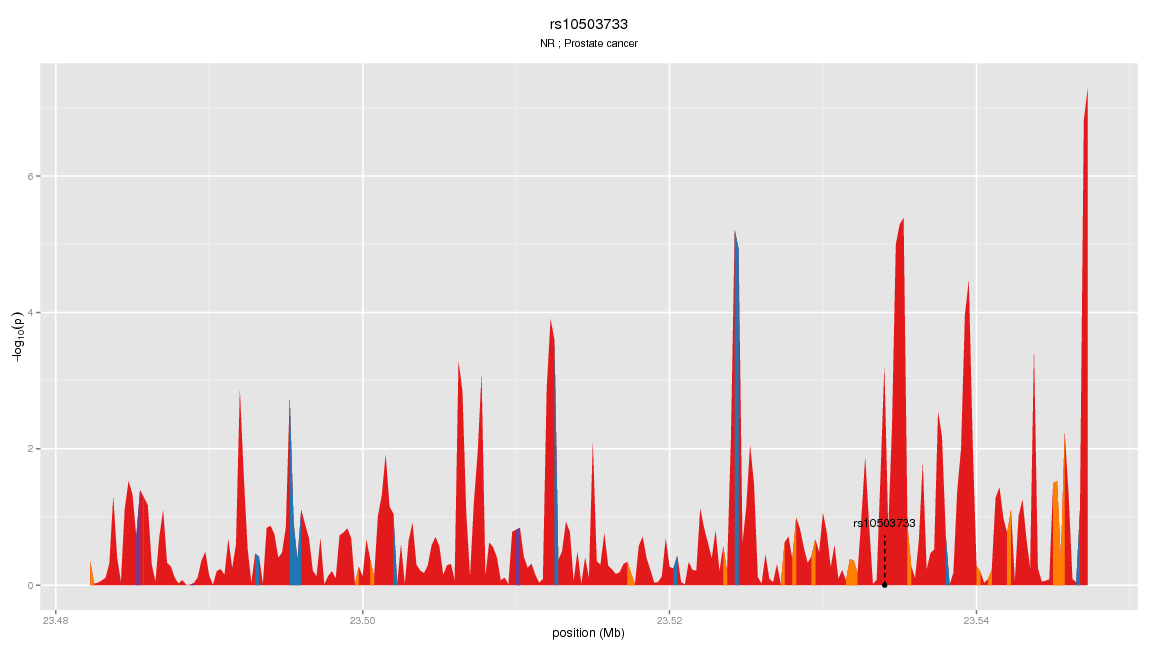 rs10503733
NR ; Prostate cancer
6
4
2
0
−log10(p)
rs10503733
23.48 23.50 23.52 23.54
position (Mb)